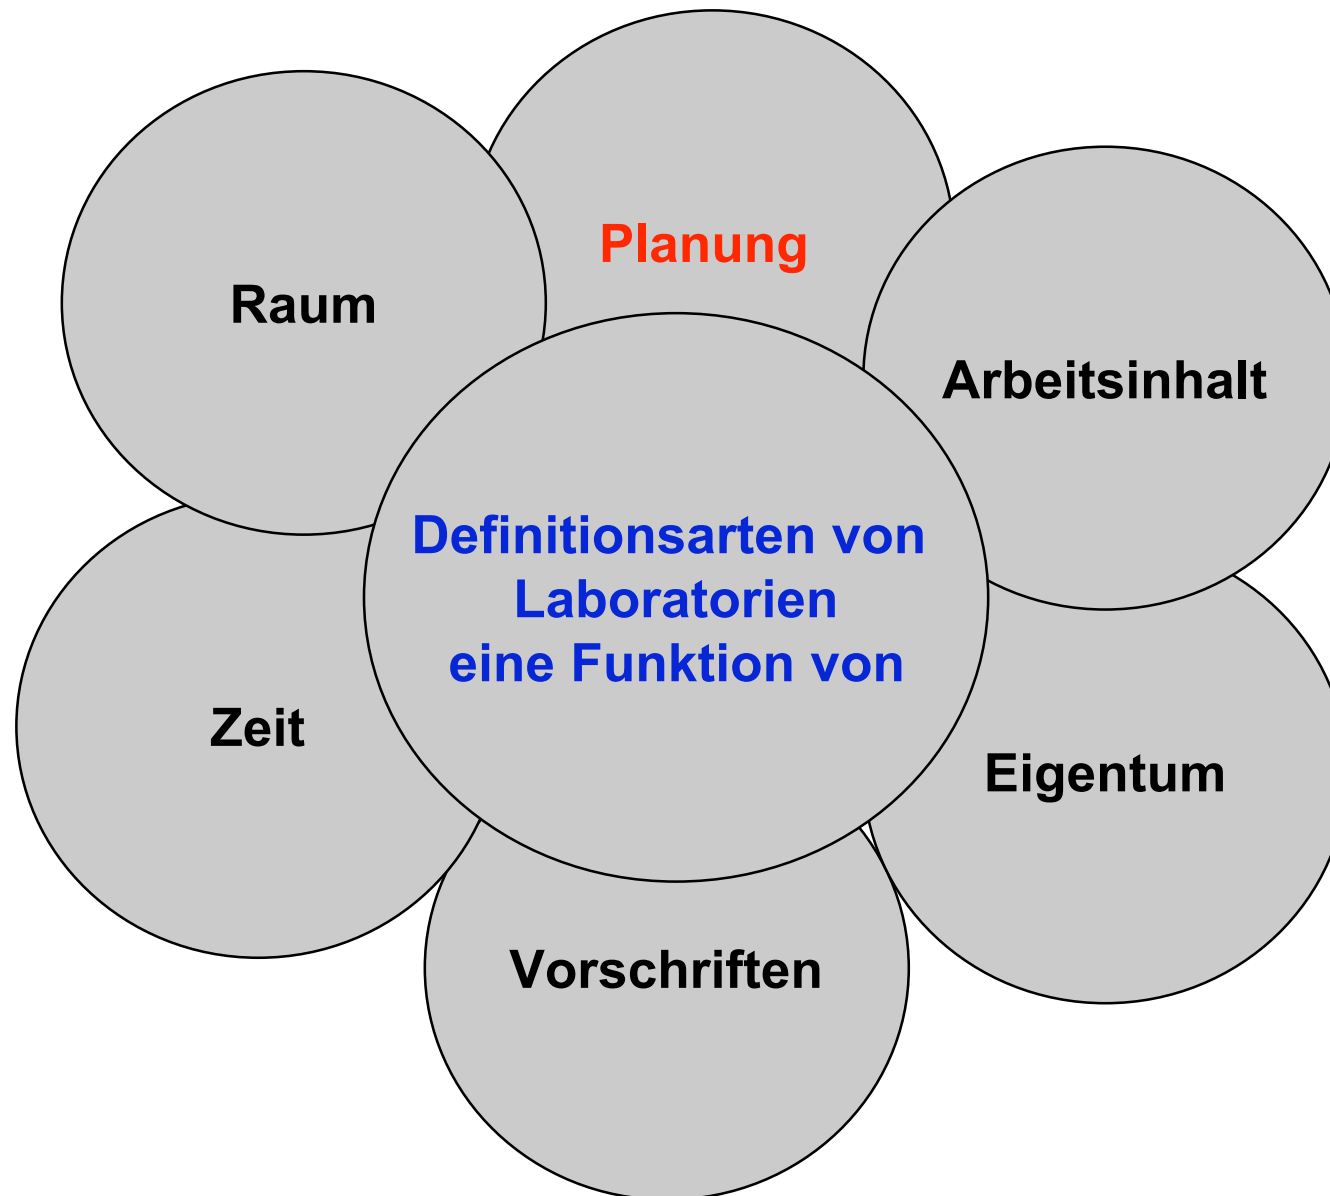 Planung
Raum
Arbeitsinhalt
Definitionsarten von
Laboratorien
eine Funktion von
Zeit
Eigentum
Vorschriften